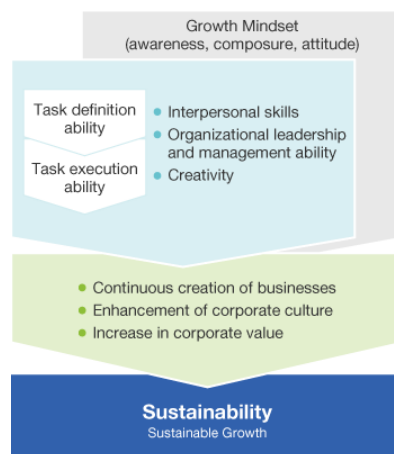 Growth Mindset
(awareness, composure, attitude)
Task definition
ability
Task execution
ability
• Interpersonal skills
• Organizational leadership
and management ability
• Creativity
• Continuous creation of businesses
• Enhancement of corporate culture
• Increase in corporate value
Sustainability
Sustainable Growth